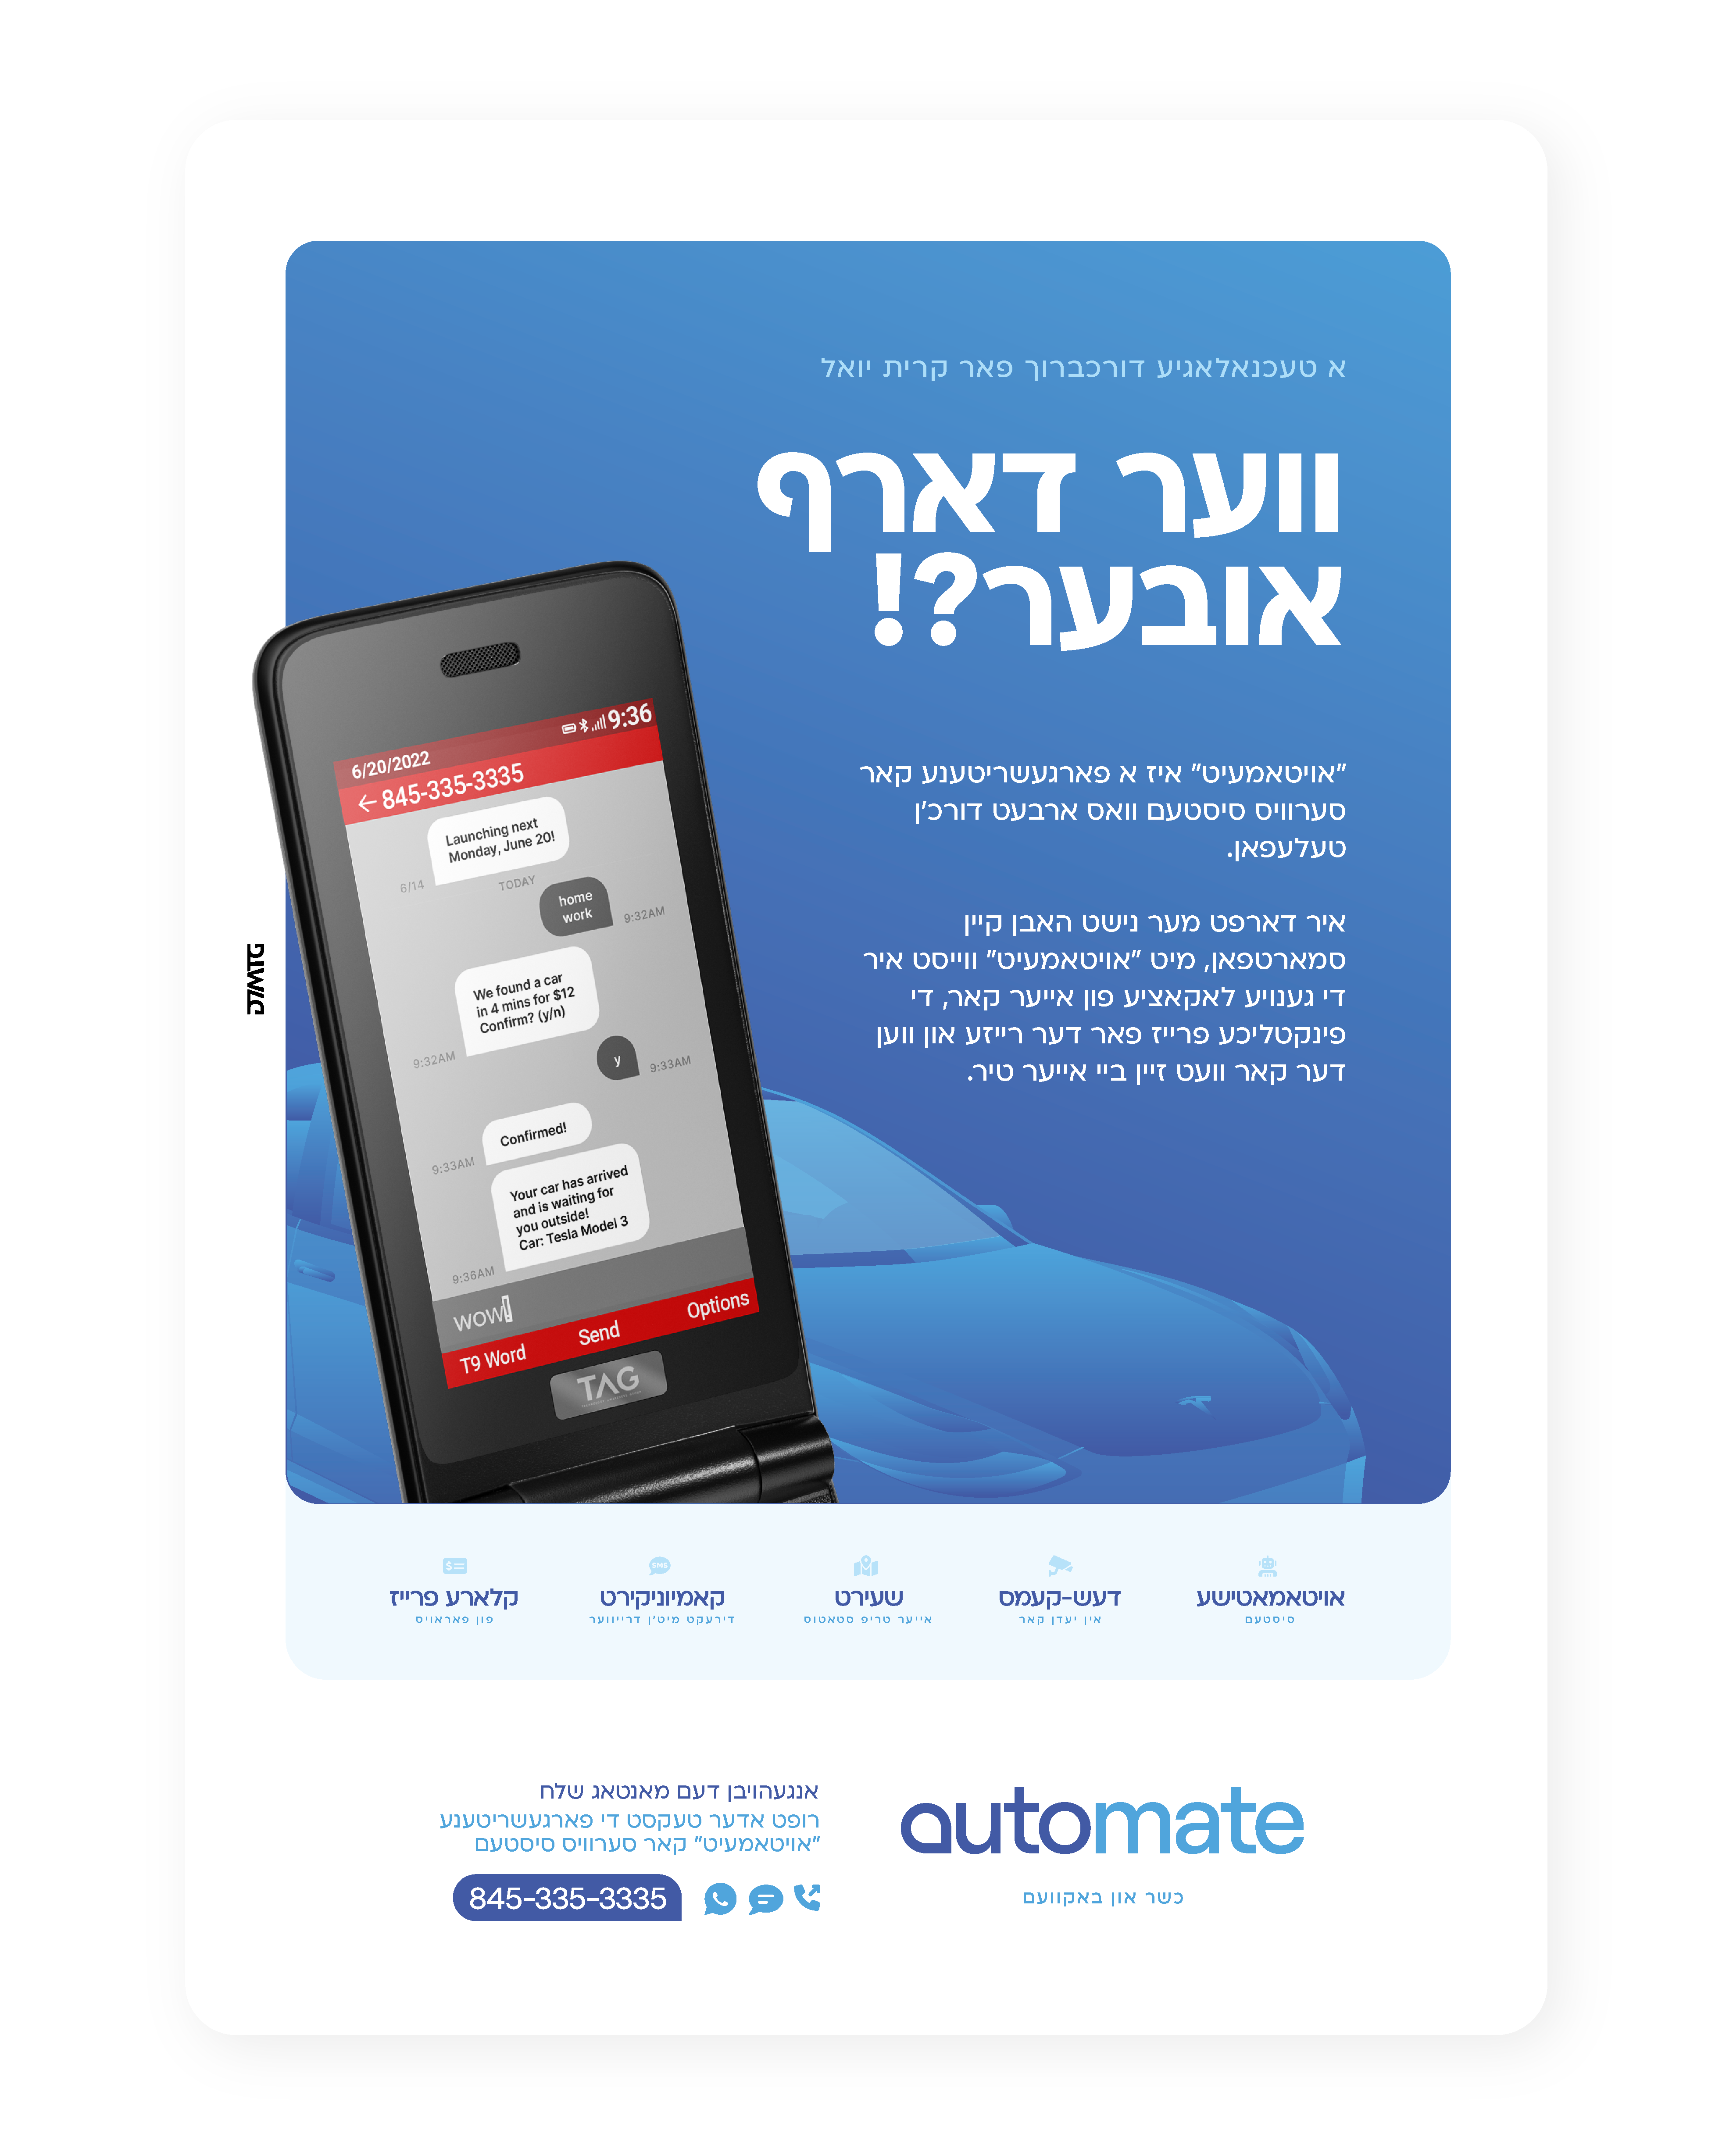 א טעכנאלאגיע דורכברוך פאר קרית יואל
ווער דארף
אובער?!
"אויטאמעיט" איז א פארגעשריטענע קאר
סערוויס סיסטעם וואס ארבעט דורכ'ן
טעלעפאן.
איר דארפט מער נישט האבן קיין
סמארטפאן, מיט "אויטאמעיט" ווייסט איר
די גענויע לאקאציע פון אייער קאר, די
פינקטליכע פרייז פאר דער רייזע און ווען
דער קאר וועט זיין ביי אייער טיר.
9:36
6/20/2022
845-335-3335
Launching next
Monday, June 20!
6/14
TODAY
home
work
9:32AM
We found a car
in 4 mins for $12
Confirm? (y/n)
9:32AM
y
9:33AM
Confirmed!
9:33AM
Your car has arrived
and is waiting for
you outside!
Car: Tesla Model 3
9:36AM
wow!
T9 Word Send Options
TAG
אויטאמאטישע
סיסטעם
דעש-קעמס
אין יעדן קאר
שעירט
אייער טריפ סטאטוס
SMS
קאמיוניקירט
דירעקט מיט'ן דרייווער
$
קלארע פרייז
פון פאראויס
automate
כשר און באקוועם
אנגעהויבן דעם מאנטאג שלח
רופט אדער טעקסט די פארגעשריטענע
"אויטאמעיט" קאר סערוויס סיסטעם
845-335-3335